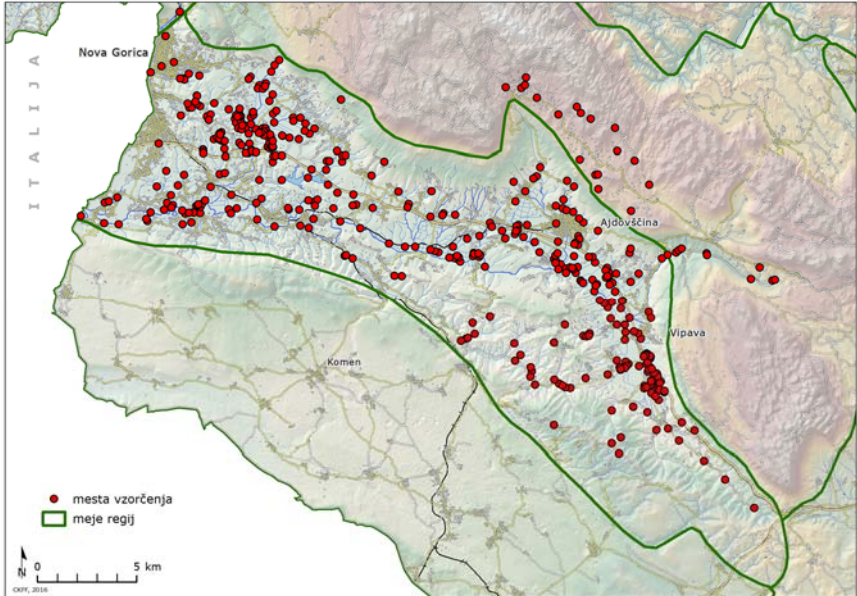 Nova Gorica
ITALIJA
Ajdovščina
Vipava
Komen
mesta vzorčenja
meje regij
N
0 5 km
CKFF, 2016